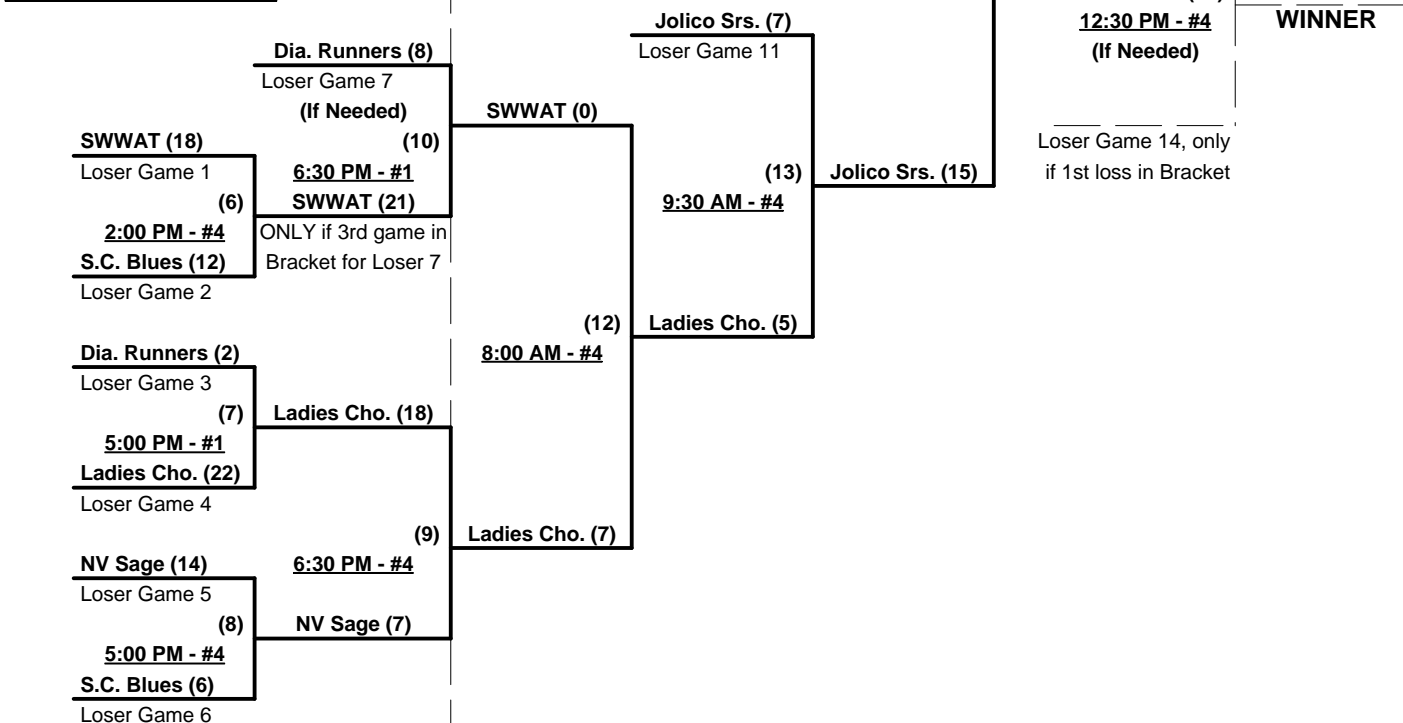 Jolico Srs. (7)
Loser Game 11
12:30 PM - #4
(If Needed)
WINNER
Dia. Runners (8)
Loser Game 7
(If Needed)
(10)
6:30 PM - #1
SWWAT (0)
SWWAT (18)
Loser Game 1
(6)
2:00 PM - #4
S.C. Blues (12)
Loser Game 2
SWWAT (21)
ONLY if 3rd game in
Bracket for Loser 7
(13)
9:30 AM - #4
Jolico Srs. (15)
Loser Game 14, only
if 1st loss in Bracket
(12)
8:00 AM - #4
Ladies Cho. (5)
Dia. Runners (2)
Loser Game 3
(7)
5:00 PM - #1
Ladies Cho. (22)
Loser Game 4
Ladies Cho. (18)
(9)
6:30 PM - #4
Ladies Cho. (7)
NV Sage (14)
Loser Game 5
(8)
5:00 PM - #4
S.C. Blues (6)
Loser Game 6
NV Sage (7)